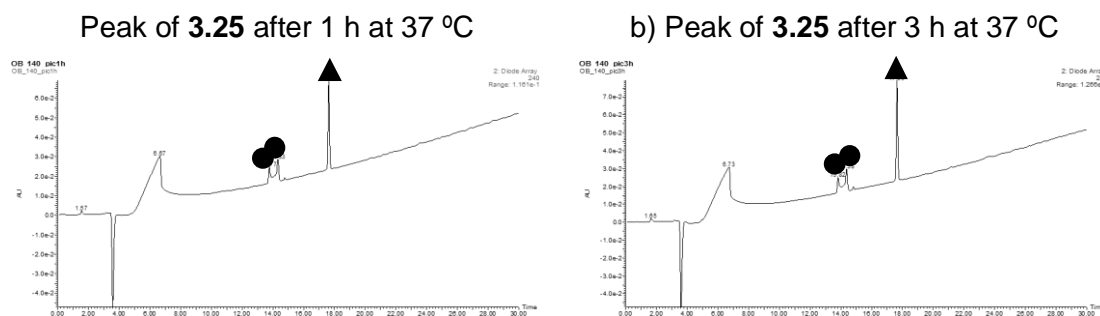 Peak of 3.25 after 1 h at 37 ºC
b) Peak of 3.25 after 3 h at 37 ºC
OB 140 pic1h
OB_140_pic1h
2: Diode Array
240
Range: 1.161e-1
6.0e-2
5.0e-2
4.0e-2
3.0e-2
2.0e-2
1.0e-2
0.0
-1.0e-2
-2.0e-2
-3.0e-2
-4.0e-2
AU
1.57
6.67
0.00 2.00 4.00 6.00 8.00 10.00 12.00 14.00 16.00 18.00 20.00 22.00 24.00 26.00 28.00 30.00
Time
OB 140 pic3h
OB_140_pic3h
2: Diode Arra
Range: 1.266e
7.0e-2
6.0e-2
5.0e-2
4.0e-2
3.0e-2
2.0e-2
1.0e-2
0.0
-1.0e-2
-2.0e-2
-3.0e-2
-4.0e-2
AU
6.73
0.00 2.00 4.00 6.00 8.00 10.00 12.00 14.00 16.00 18.00 20.00 22.00 24.00 26.00 28.00 30.00
Time